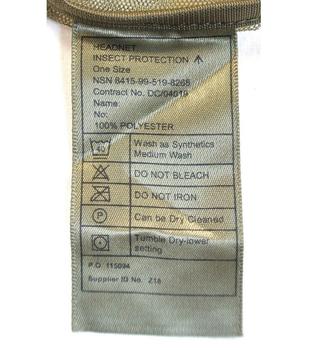 HEADNET
INSECT PROTECTION
One Size
NSN 8415-99-519-8265
Contract No. DC/04019
Name:
No:
100% POLYESTER
40
Wash as Synthetics
Medium Wash
DO NOT BLEACH
DO NOT IRON
P
Can be Dry Cleaned
Tumble Dry-lower
setting
P.O. 115094
Supplier ID No. Z18